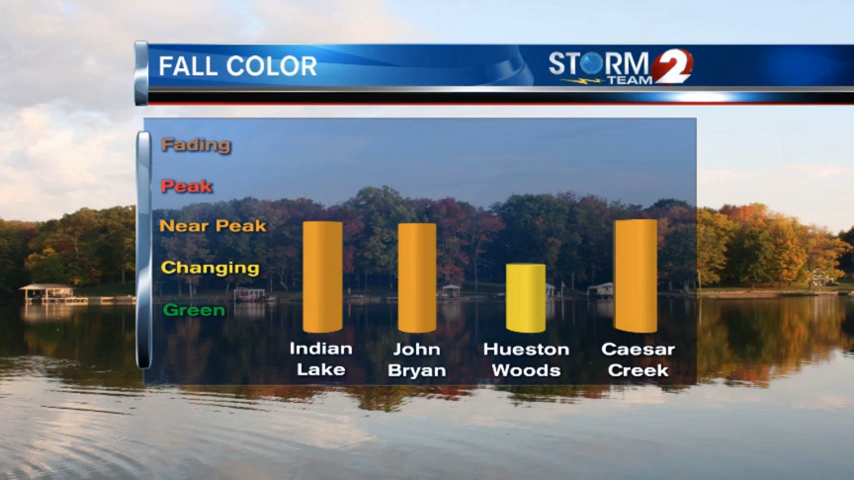 FALL COLOR
STORM 2
TEAM
Fading
Peak
Near Peak
Changing
Green
Indian
Lake
John
Bryan
Hueston
Woods
Caesar
Creek